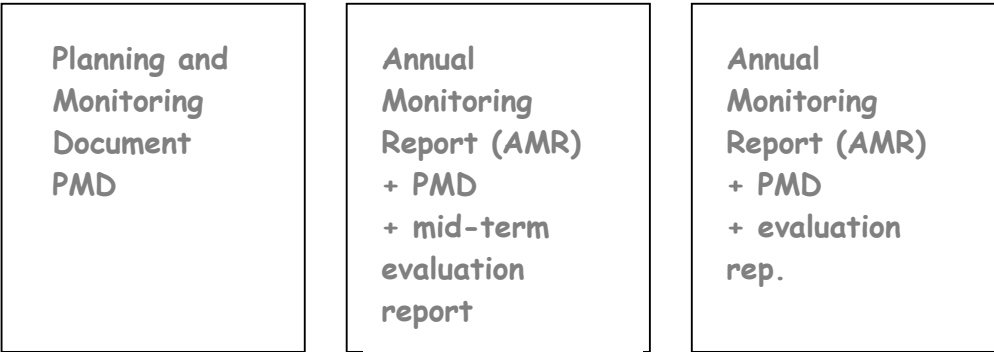 Planning and
Monitoring
Document
PMD
Annual
Monitoring
Report (AMR)
+ PMD
+ mid-term
evaluation
report
Annual
Monitoring
Report (AMR)
+ PMD
+ evaluation
rep.